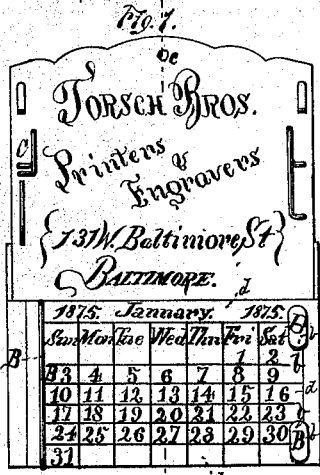 Fig. 1.
e
Torsch Bros.
C
Printers &
Engravers
{731 W. Baltimore, St}
Baltimore.
d
1875. January. 1875. D
Sun Mon Tue Wed Thu Fri Sat b
B 1 2 b
B 3 4 5 6 7 8 9
10 11 12 13 14 15 16 d
17 18 19 20 21 22 23
24 25 26 27 28 29 30 B b
31
d